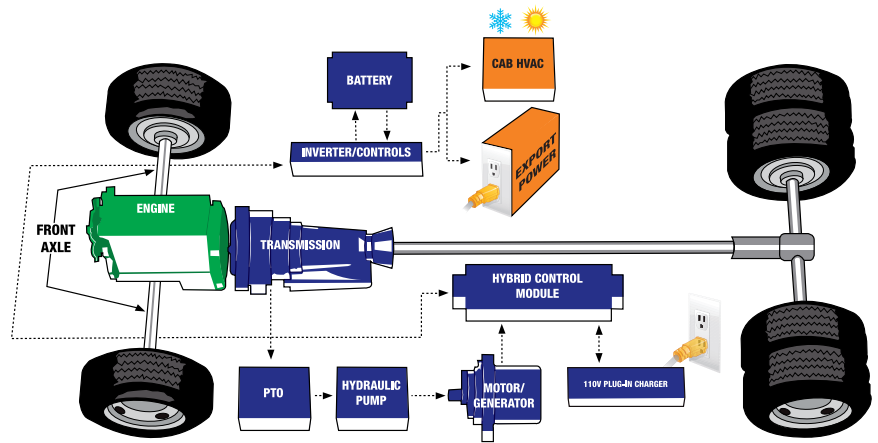 BATTERY
CAB HVAC
INVERTER/CONTROLS
EXPORT
POWER
ENGINE
FRONT
AXLE
TRANSMISSION
HYBRID CONTROL
MODULE
PTO
HYDRAULIC
PUMP
MOTOR/
GENERATOR
110V PLUG-IN CHARGER